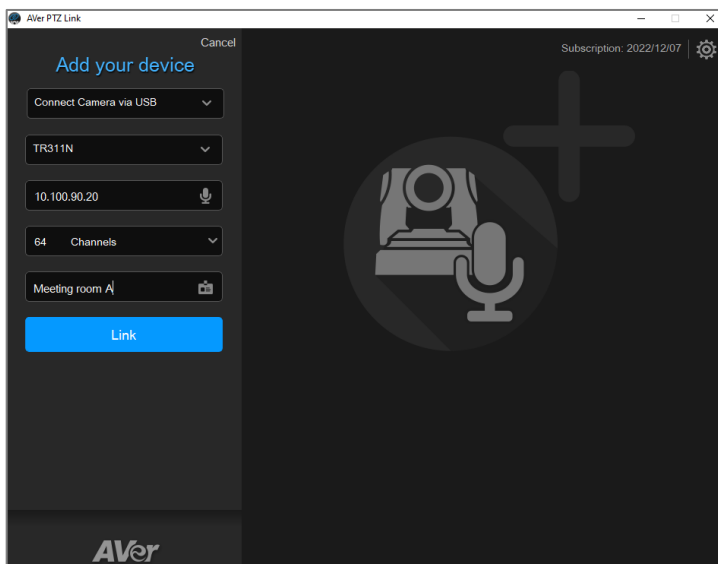 AVer PTZ Link
Cancel
Add your device
Subscription: 2022/12/07
Connect Camera via USB
TR311N
10.100.90.20
64 Channels
Meeting room A
Link
AVer